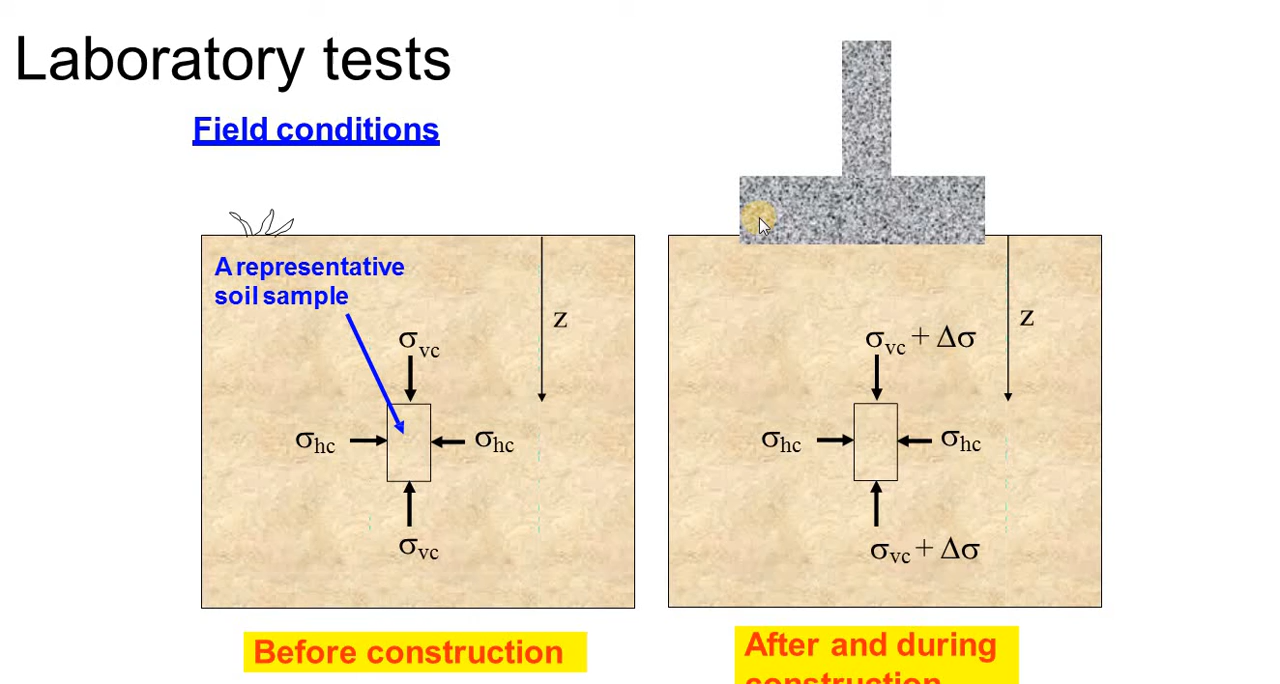 Laboratory tests
Field conditions
A representative
soil sample
σvc
z
σhc
σhc
σvc
Before construction
σvc + Δσ
z
σhc
σhc
σvc + Δσ
After and during
construction